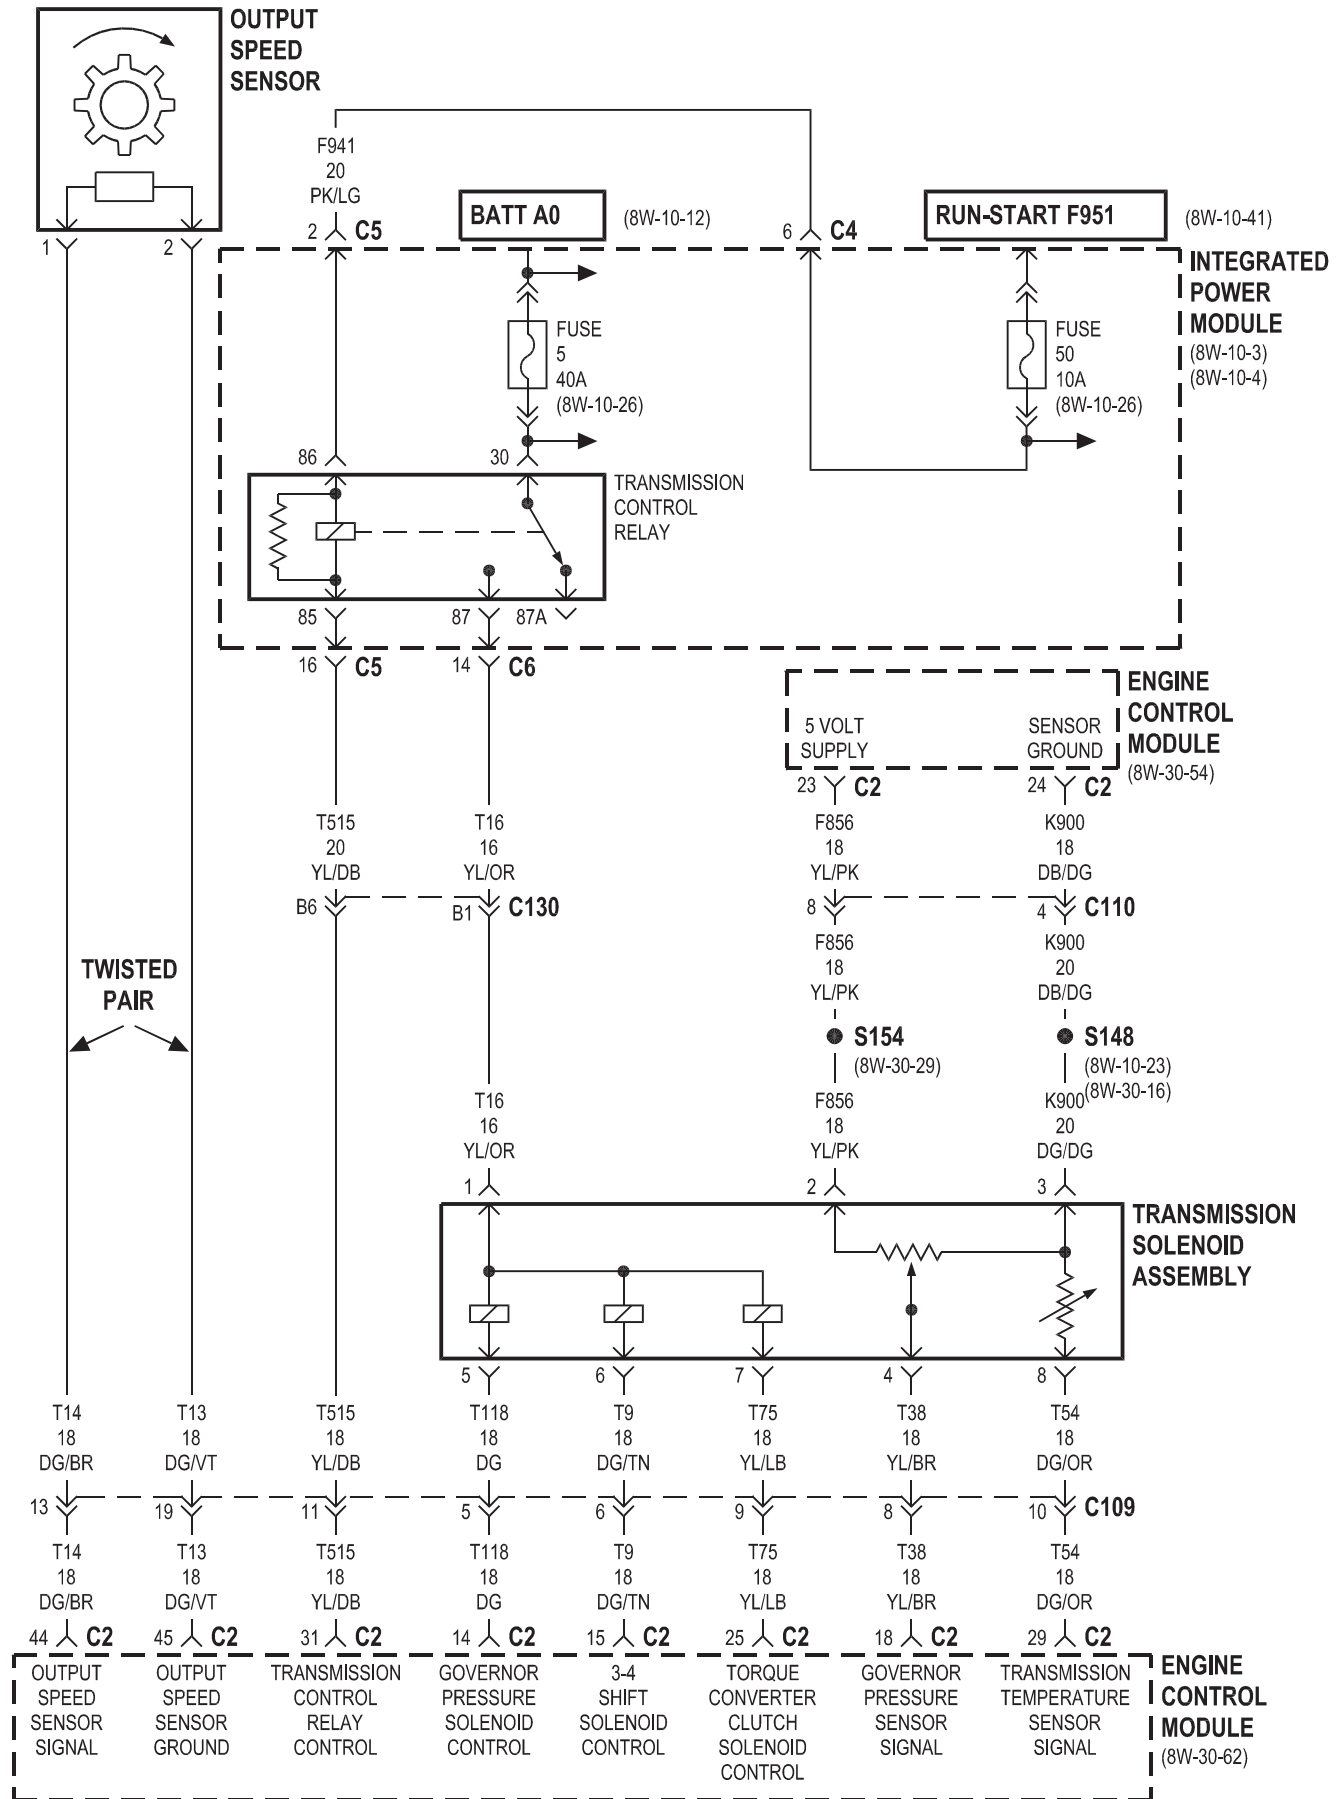 OUTPUT
SPEED
SENSOR
F941
20
PK/LG
BATT A0
(8W-10-12)
RUN-START F951
(8W-10-41)
1
2
2
C5
6
C4
INTEGRATED
POWER
MODULE
(8W-10-3)
(8W-10-4)
FUSE
5
40A
(8W-10-26)
FUSE
50
10A
(8W-10-26)
86
30
TRANSMISSION
CONTROL
RELAY
85
87
87A
16
C5
14
C6
ENGINE
CONTROL
MODULE
(8W-30-54)
5 VOLT
SUPPLY
SENSOR
GROUND
23
C2
24
C2
T515
20
YL/DB
T16
16
YL/OR
F856
18
YL/PK
K900
18
DB/DG
B6
B1
C130
8
4
C110
F856
18
YL/PK
K900
20
DB/DG
TWISTED
PAIR
S154
(8W-30-29)
S148
(8W-10-23)
(8W-30-16)
T16
16
YL/OR
F856
18
YL/PK
K900
20
DG/DG
1
2
3
TRANSMISSION
SOLENOID
ASSEMBLY
5
6
7
4
8
T14
18
DG/BR
T13
18
DG/VT
T515
18
YL/DB
T118
18
DG
T9
18
DG/TN
T75
18
YL/LB
T38
18
YL/BR
T54
18
DG/OR
13
19
11
5
6
9
8
10
C109
T14
18
DG/BR
T13
18
DG/VT
T515
18
YL/DB
T118
18
DG
T9
18
DG/TN
T75
18
YL/LB
T38
18
YL/BR
T54
18
DG/OR
44
C2
45
C2
31
C2
14
C2
15
C2
25
C2
18
C2
29
C2
OUTPUT
SPEED
SENSOR
SIGNAL
OUTPUT
SPEED
SENSOR
GROUND
TRANSMISSION
CONTROL
RELAY
CONTROL
GOVERNOR
PRESSURE
SOLENOID
CONTROL
3-4
SHIFT
SOLENOID
CONTROL
TORQUE
CONVERTER
CLUTCH
SOLENOID
CONTROL
GOVERNOR
PRESSURE
SENSOR
SIGNAL
TRANSMISSION
TEMPERATURE
SENSOR
SIGNAL
ENGINE
CONTROL
MODULE
(8W-30-62)